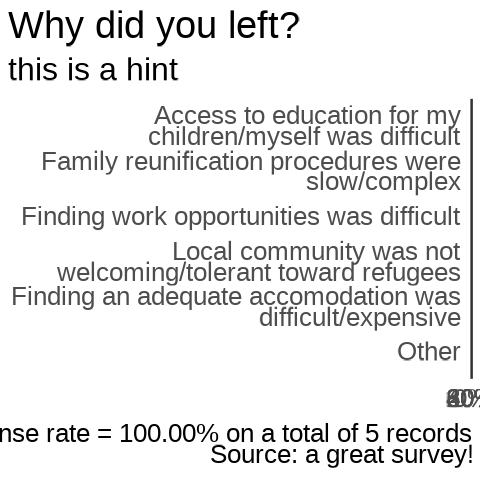 Why did you left?
this is a hint
Access to education for my
children/myself was difficult
Family reunification procedures were
slow/complex
Finding work opportunities was difficult
Local community was not
welcoming/tolerant toward refugees
Finding an adequate accomodation was
difficult/expensive
Other
nse rate = 100.00% on a total of 5 records
Source: a great survey!